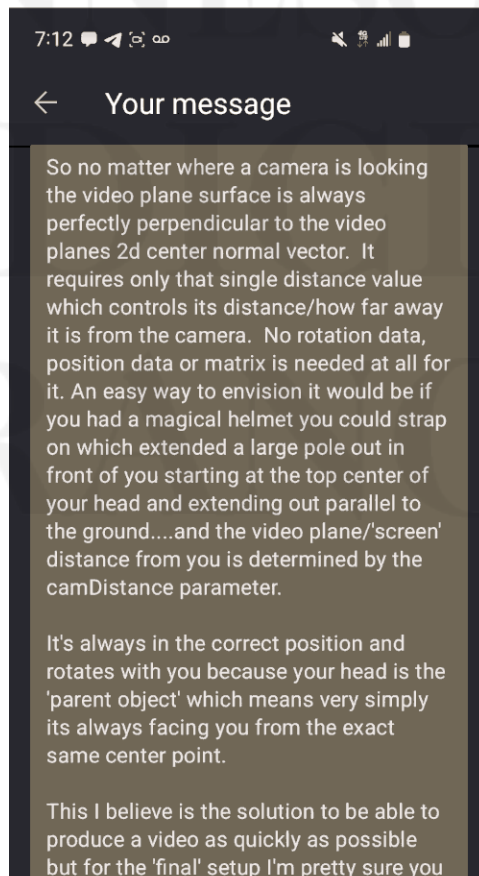 7:12
Your message
So no matter where a camera is looking
the video plane surface is always
perfectly perpendicular to the video
planes 2d center normal vector.  It
requires only that single distance value
which controls its distance/how far away
it is from the camera.  No rotation data,
position data or matrix is needed at all for
it. An easy way to envision it would be if
you had a magical helmet you could strap
on which extended a large pole out in
front of you starting at the top center of
your head and extending out parallel to
the ground....and the video plane/'screen'
distance from you is determined by the
camDistance parameter.
It's always in the correct position and
rotates with you because your head is the
'parent object' which means very simply
its always facing you from the exact
same center point.
This I believe is the solution to be able to
produce a video as quickly as possible
but for the 'final' setup I'm pretty sure you